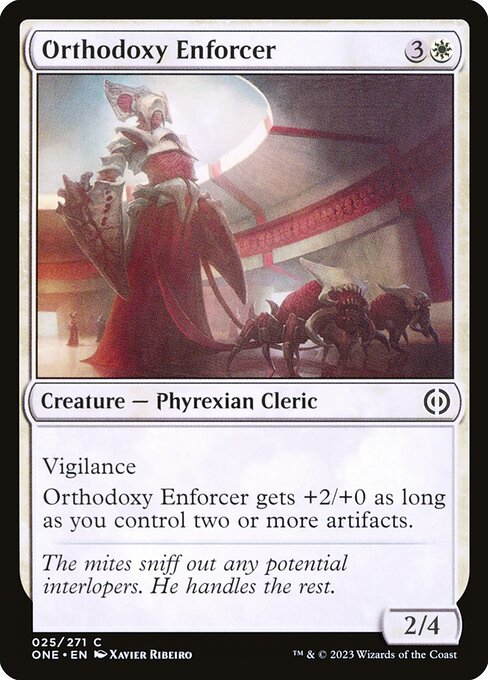 Orthodoxy Enforcer 3
Creature — Phyrexian Cleric
Vigilance
Orthodoxy Enforcer gets +2/+0 as long
as you control two or more artifacts.
The mites sniff out any potential
interlopers. He handles the rest.
2/4
025/271 C
ONE • EN Xavier Ribeiro
™ & © 2023 Wizards of the Coast